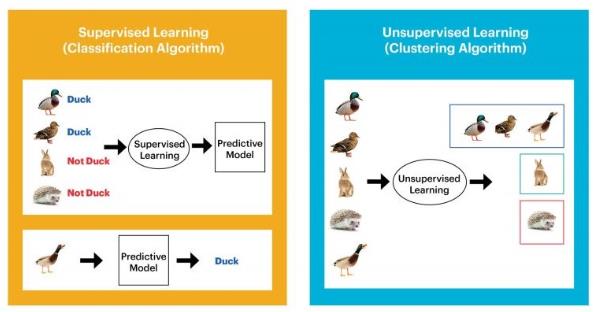 Supervised Learning
(Classification Algorithm)
Duck
Duck
Not Duck
Not Duck
Supervised
Learning
Predictive
Model
Predictive
Model
Duck
Unsupervised Learning
(Clustering Algorithm)
Unsupervised
Learning